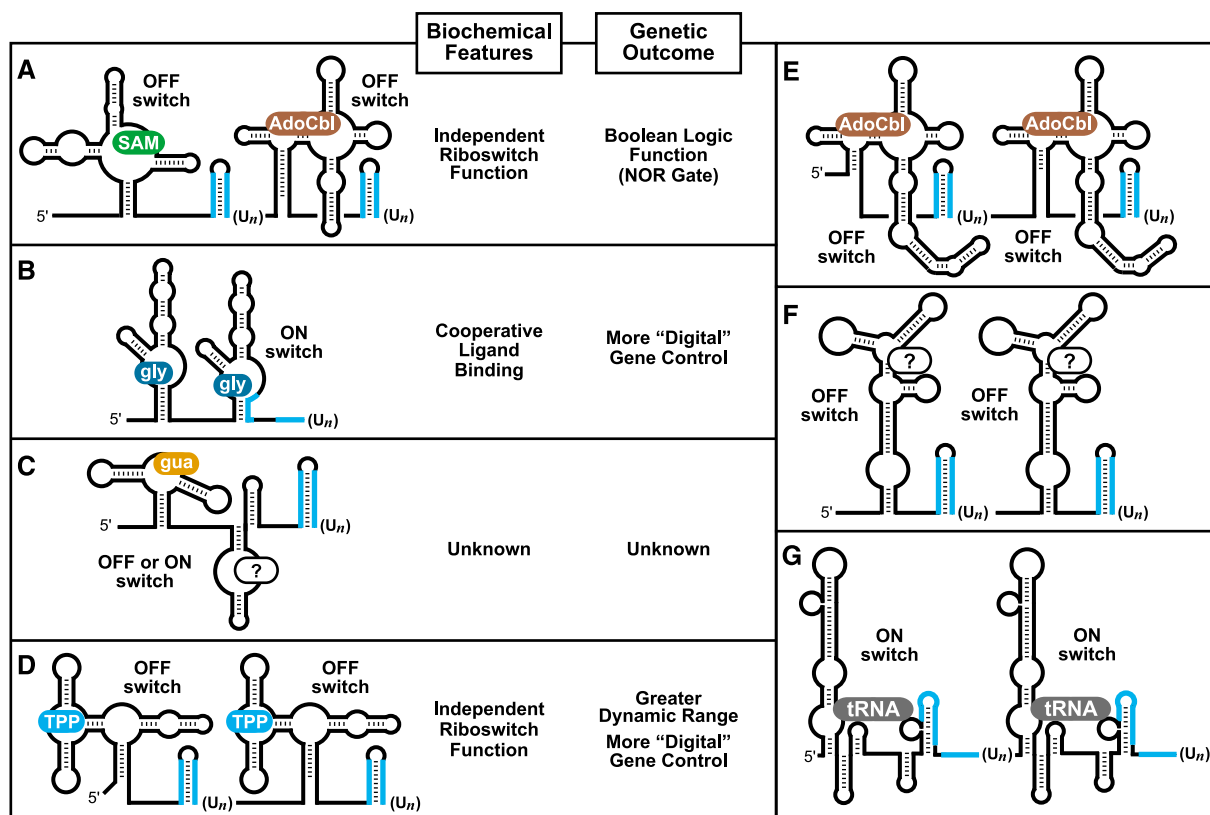 Biochemical
Features
Genetic
Outcome
A
OFF
switch
SAM
5'
(Un)
OFF
switch
AdoCbl
(Un)
Independent
Riboswitch
Function
Boolean Logic
Function
(NOR Gate)
B
ON
switch
gly
gly
5'
(Un)
Cooperative
Ligand
Binding
More “Digital”
Gene Control
C
gua
5'
(Un)
OFF or ON
switch
?
Unknown
Unknown
D
OFF
switch
TPP
5'
(Un)
OFF
switch
TPP
(Un)
Independent
Riboswitch
Function
Greater
Dynamic Range
More “Digital”
Gene Control
E
AdoCbl
AdoCbl
5'
(Un)
(Un)
OFF
switch
OFF
switch
F
?
?
OFF
switch
OFF
switch
5'
(Un)
(Un)
G
ON
switch
ON
switch
tRNA
tRNA
5'
(Un)
(Un)